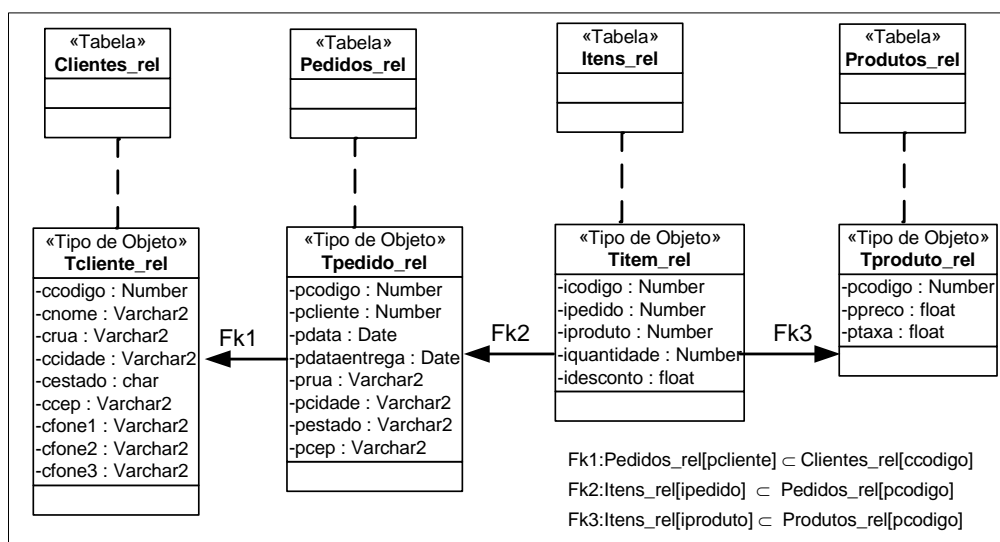 «Tabela»
Clientes_rel
«Tabela»
Pedidos_rel
«Tabela»
Itens_rel
«Tabela»
Produtos_rel
«Tipo de Objeto»
Tcliente_rel
-ccodigo : Number
-cnome : Varchar2
-crua : Varchar2
-ccidade : Varchar2
-cestado : char
-ccep : Varchar2
-cfone1 : Varchar2
-cfone2 : Varchar2
-cfone3 : Varchar2
Fk1
«Tipo de Objeto»
Tpedido_rel
-pcodigo : Number
-pcliente : Number
-pdata : Date
-pdataentrega : Date
-prua : Varchar2
-pcidade : Varchar2
-pestado : Varchar2
-pcep : Varchar2
Fk2
«Tipo de Objeto»
Titem_rel
-icodigo : Number
-ipedido : Number
-iproduto : Number
-iquantidade : Number
-idesconto : float
Fk3
«Tipo de Objeto»
Tproduto_rel
-pcodigo : Number
-ppreco : float
-ptaxa : float
Fk1:Pedidos_rel[pcliente] ⊂ Clientes_rel[ccodigo]
Fk2:Itens_rel[ipedido] ⊂ Pedidos_rel[pcodigo]
Fk3:Itens_rel[iproduto] ⊂ Produtos_rel[pcodigo]